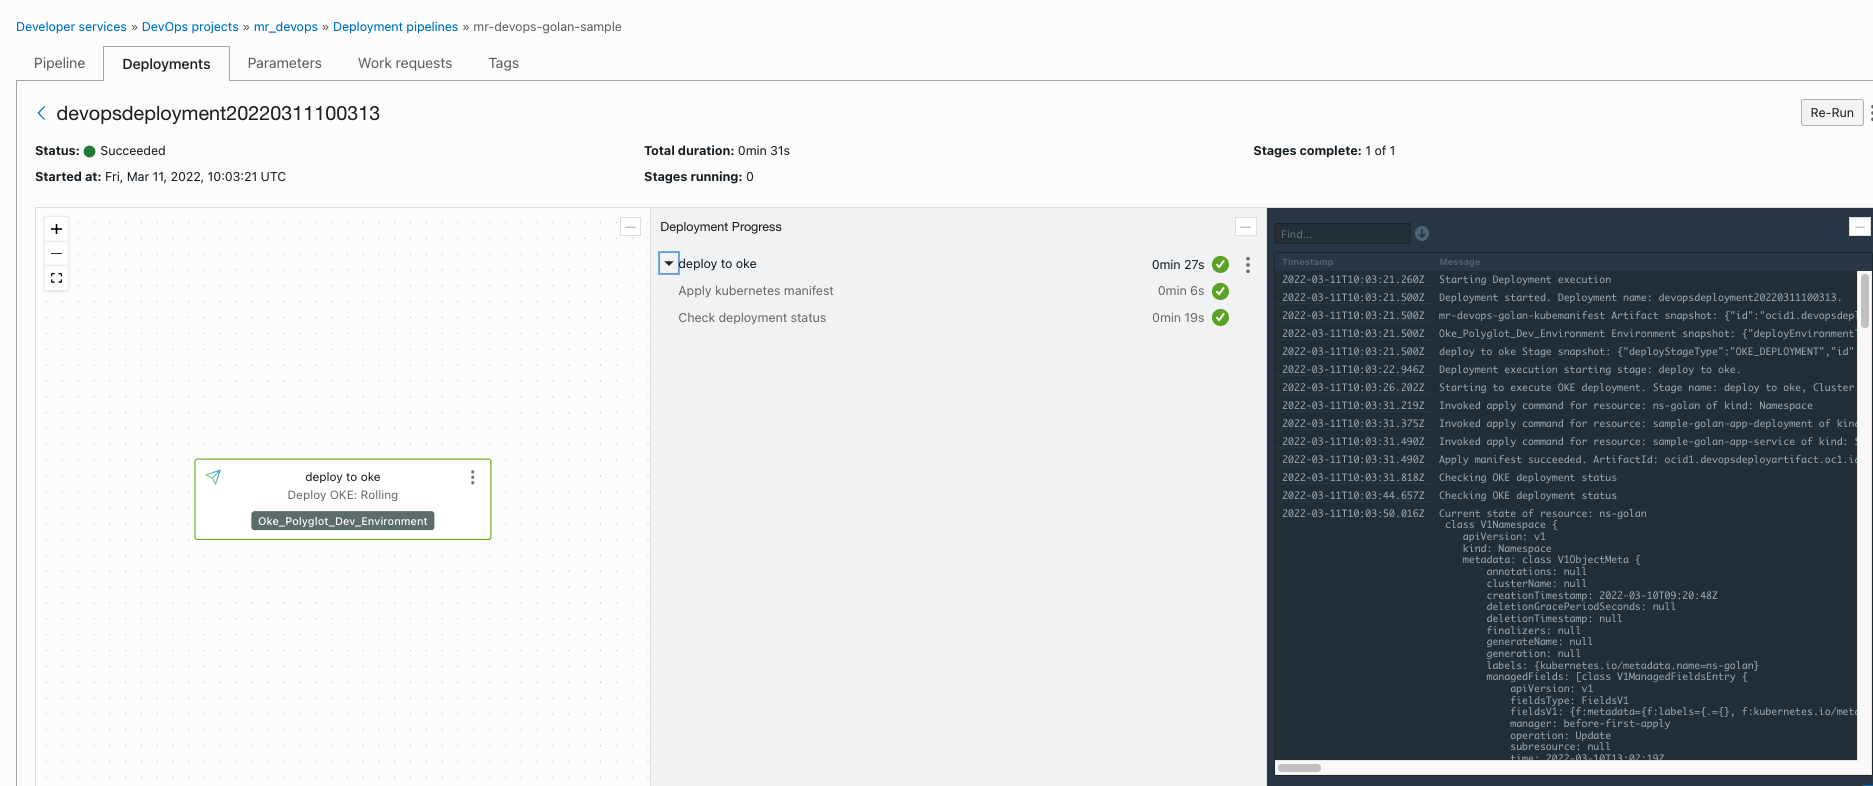 Developer services » DevOps projects » mr_devops » Deployment pipelines » mr-devops-golan-sample
Pipeline Deployments Parameters Work requests Tags
devopsdeployment20220311100313
Re-Run
Status: Succeeded
Total duration: 0min 31s
Stages complete: 1 of 1
Started at: Fri, Mar 11, 2022, 10:03:21 UTC
Stages running: 0
deploy to oke
Deploy OKE: Rolling
Oke_Polyglot_Dev_Environment
Deployment Progress
deploy to oke 0min 27s
Apply kubernetes manifest 0min 6s
Check deployment status 0min 19s
Find...
Timestamp Message
2022-03-11T10:03:21.260Z Starting Deployment execution
2022-03-11T10:03:21.500Z Deployment started. Deployment name: devopsdeployment20220311100313.
2022-03-11T10:03:21.500Z mr-devops-golan-kubemanifest Artifact snapshot: {"id":"ocid1.devopsdepl
2022-03-11T10:03:21.500Z Oke_Polyglot_Dev_Environment Environment snapshot: {"deployEnvironment
2022-03-11T10:03:21.500Z deploy to oke Stage snapshot: {"deployStageType":"OKE_DEPLOYMENT","id"
2022-03-11T10:03:22.946Z Deployment execution starting stage: deploy to oke.
2022-03-11T10:03:26.202Z Starting to execute OKE deployment. Stage name: deploy to oke, Cluster
2022-03-11T10:03:31.219Z Invoked apply command for resource: ns-golan of kind: Namespace
2022-03-11T10:03:31.375Z Invoked apply command for resource: sample-golan-app-deployment of kin
2022-03-11T10:03:31.490Z Invoked apply command for resource: sample-golan-app-service of kind: S
2022-03-11T10:03:31.490Z Apply manifest succeeded. ArtifactId: ocid1.devopsdeployartifact.oc1.i
2022-03-11T10:03:31.818Z Checking OKE deployment status
2022-03-11T10:03:44.657Z Checking OKE deployment status
2022-03-11T10:03:50.016Z Current state of resource: ns-golan
class V1Namespace {
apiVersion: v1
kind: Namespace
metadata: class V1ObjectMeta {
annotations: null
clusterName: null
creationTimestamp: 2022-03-10T09:20:48Z
deletionGracePeriodSeconds: null
deletionTimestamp: null
finalizers: null
generateName: null
generation: null
labels: {kubernetes.io/metadata.name=ns-golan}
managedFields: [class V1ManagedFieldsEntry {
apiVersion: v1
fieldsType: FieldsV1
fieldsV1: {f:metadata={f:labels={.={}, f:kubernetes.io/met
manager: before-first-apply
operation: Update
subresource: null
time: 2022-03-10T13:02:19Z